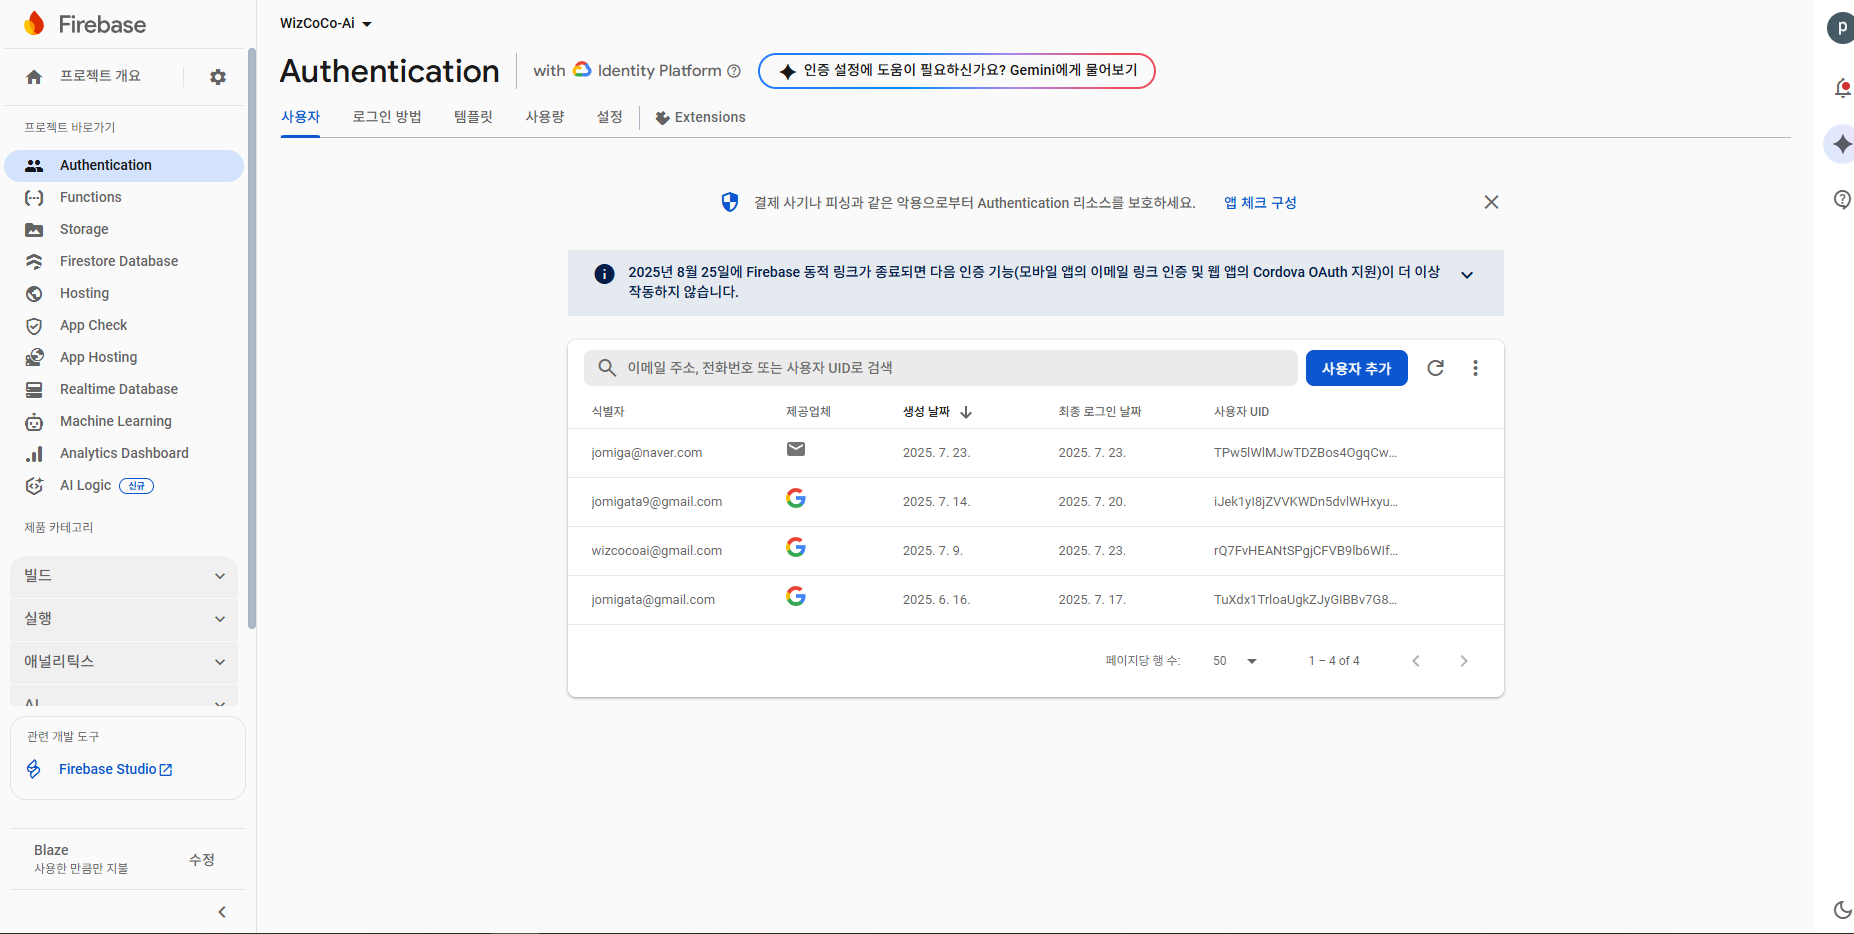 Firebase
프로젝트 개요
프로젝트 바로가기
Authentication
Functions
Storage
Firestore Database
Hosting
App Check
App Hosting
Realtime Database
Machine Learning
Analytics Dashboard
AI Logic 신규
제품 카테고리
빌드
실행
애널리틱스
AI
관련 개발 도구
Firebase Studio
Blaze
사용한 만큼만 지불
수정
WizCoCo-Ai
Authentication with Identity Platform 인증 설정에 도움이 필요하신가요? Gemini에게 물어보기
사용자 로그인 방법 템플릿 사용량 설정 Extensions
결제 사기나 피싱과 같은 악용으로부터 Authentication 리소스를 보호하세요. 앱 체크 구성
2025년 8월 25일에 Firebase 동적 링크가 종료되면 다음 인증 기능(모바일 앱의 이메일 링크 인증 및 웹 앱의 Cordova OAuth 지원)이 더 이상
작동하지 않습니다.
이메일 주소, 전화번호 또는 사용자 UID로 검색 사용자 추가
식별자 제공업체 생성 날짜 최종 로그인 날짜 사용자 UID
jomiga@naver.com 2025. 7. 23. 2025. 7. 23. TPw5lWlMJwTDZBos4OgqCw...
jomigata9@gmail.com 2025. 7. 14. 2025. 7. 20. iJek1yI8jZVVKWDn5dvlWHxyu...
wizcocoai@gmail.com 2025. 7. 9. 2025. 7. 23. rQ7FvHEANtSPgjCFVB9lb6WIf...
jomigata@gmail.com 2025. 6. 16. 2025. 7. 17. TuXdx1TrloaUgkZJyGIBBv7G8...
페이지당 행 수: 50 1 – 4 of 4
p